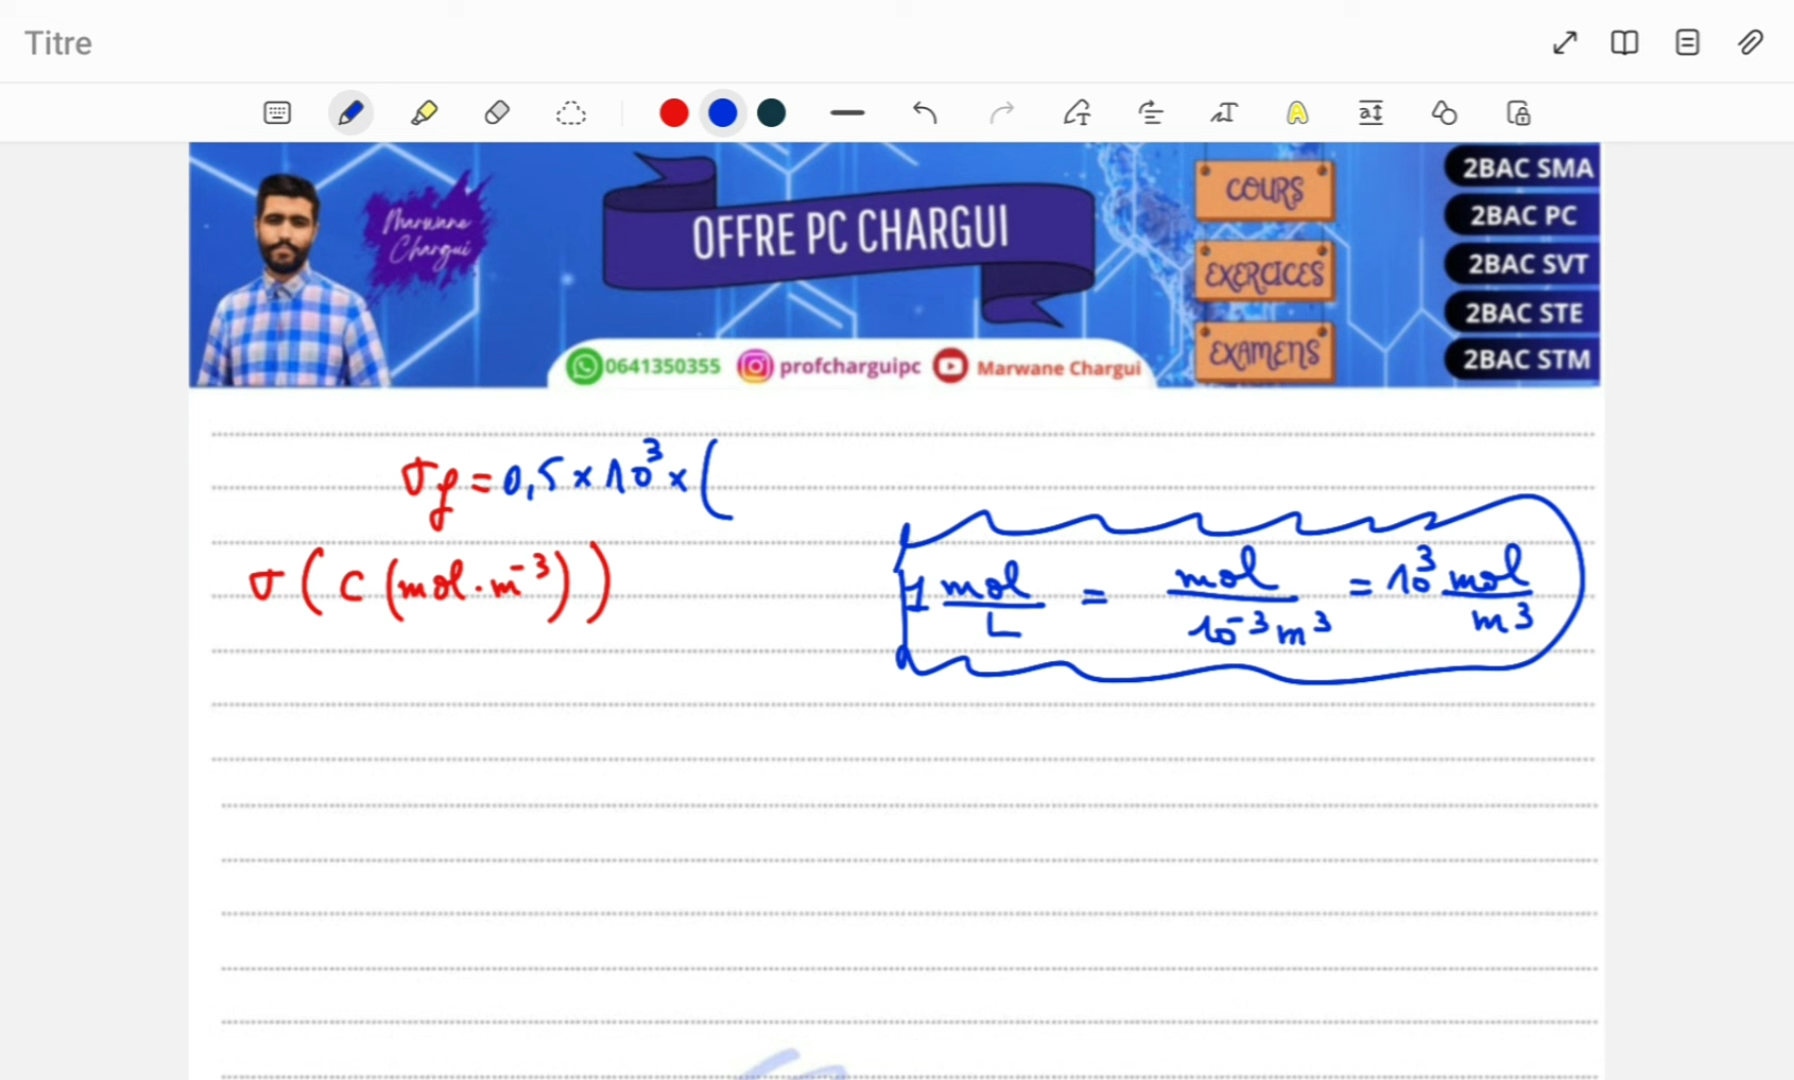 Titre
Marwane
Chargui
OFFRE PC CHARGUI
0641350355 profcharguipc Marwane Chargui
COURS
EXERCICES
EXAMENS
2BAC SMA
2BAC PC
2BAC SVT
2BAC STE
2BAC STM
σf = 0,5 × 10³ × (
σ ( C (mol · m⁻³) )
1 mol/L = mol/10⁻³m³ = 10³ mol/m³